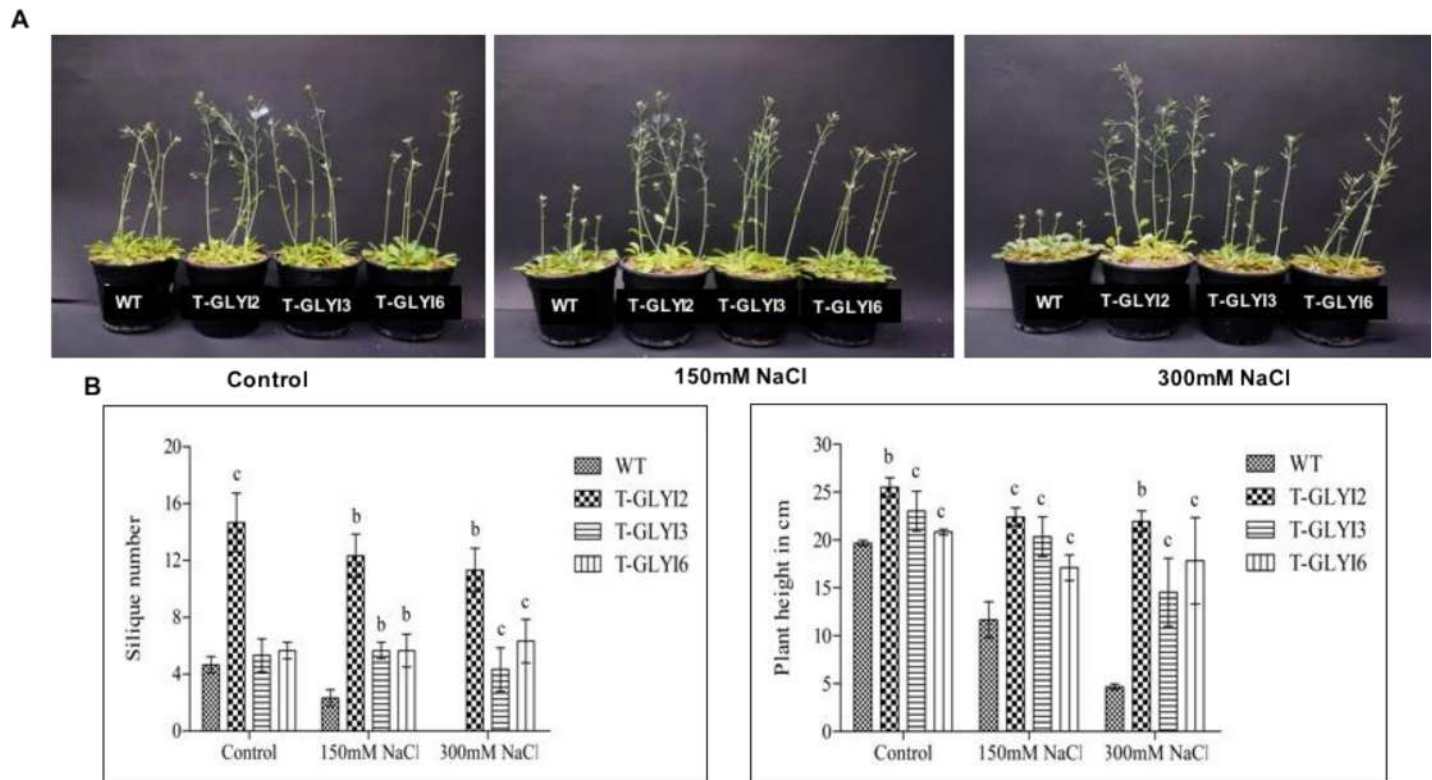 A
WT T-GLYI2 T-GLYI3 T-GLYI6
WT T-GLYI2 T-GLYI3 T-GLYI6
WT T-GLYI2 T-GLYI3 T-GLYI6
Control
150mM NaCl
300mM NaCl
B
Silique number
20
16
12
8
4
0
c
b
b
b
b
c
c
Control 150mM NaCl 300mM NaCl
WT
T-GLYI2
T-GLYI3
T-GLYI6
Plant height in cm
30
25
20
15
10
5
0
b
c
c
c
c
c
b
c
c
Control 150mM NaCl 300mM NaCl
WT
T-GLYI2
T-GLYI3
T-GLYI6